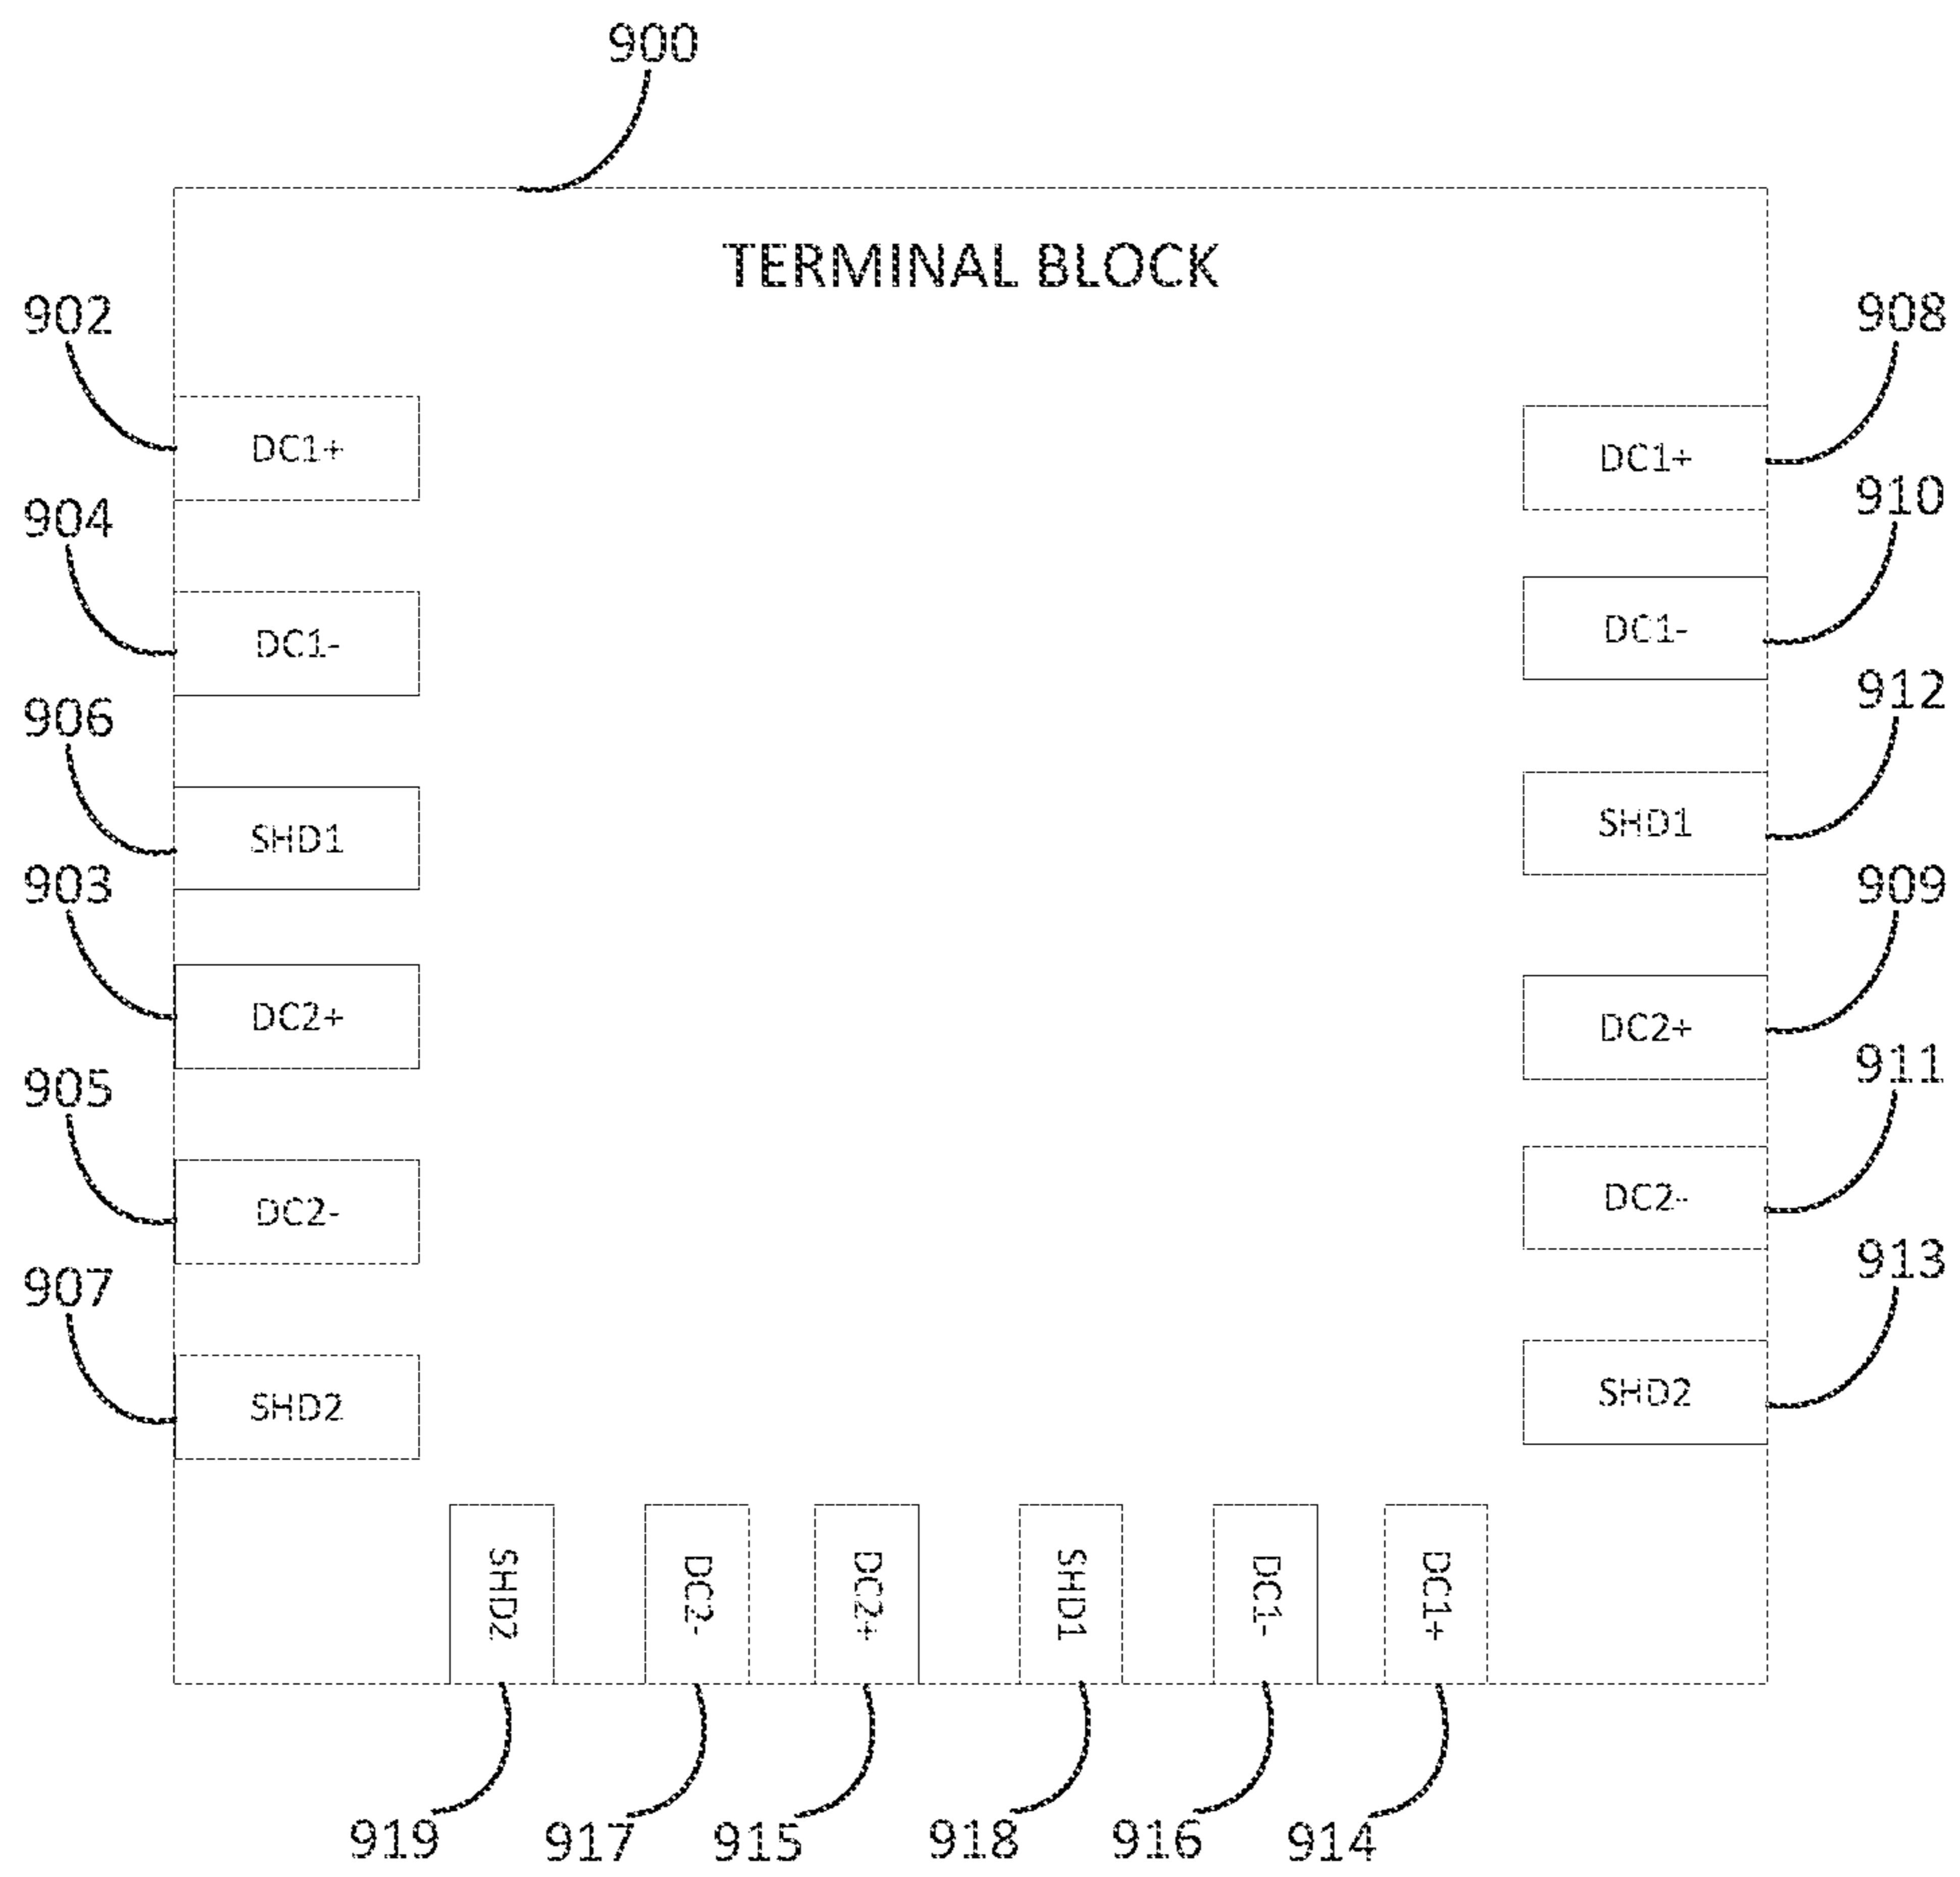 900
TERMINAL BLOCK
902
908
DC1+
DC1+
904
910
DC1-
DC1-
906
912
SHD1
SHD1
903
909
DC2+
DC2+
905
911
DC2-
DC2-
907
913
SHD2
SHD2
SHD2
DC2-
DC2+
SHD1
DC1-
DC1+
919
917
915
918
916
914